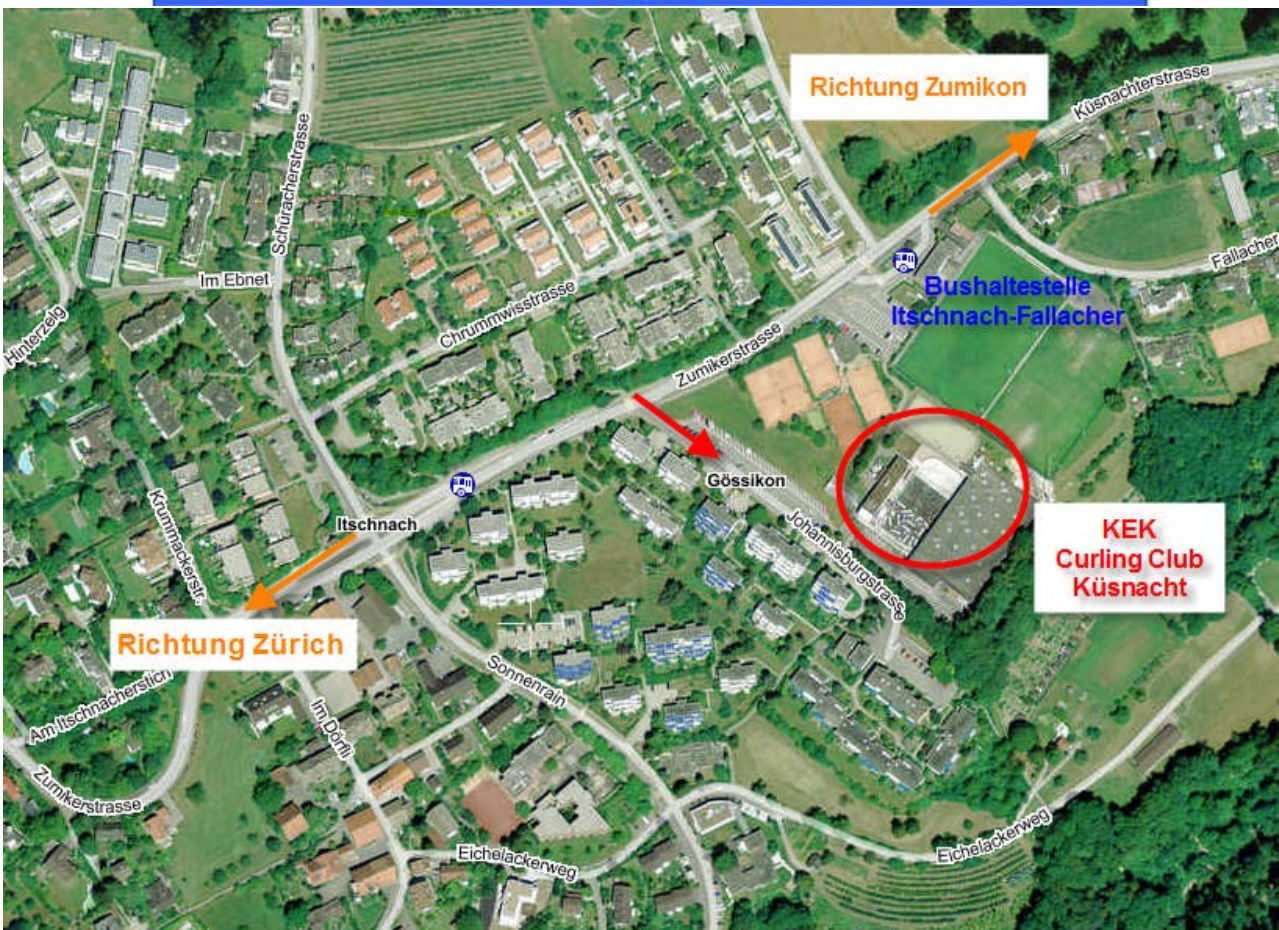 Richtung Zumikon
Küsnachterstrasse
Schüracherstrasse
Im Ebnet
Fallacher
Bushaltestelle
Itschnach-Fallacher
Hinterzelg
Chrummwisstrasse
Zumikerstrasse
Gössikon
Krummackerstr.
Itschnach
Johannisburgstrasse
KEK
Curling Club
Küsnacht
Richtung Zürich
Sonnenrain
Am Itschnacherstich
Im Dörfli
Zumikerstrasse
Eichelackerweg
Eichelackerweg